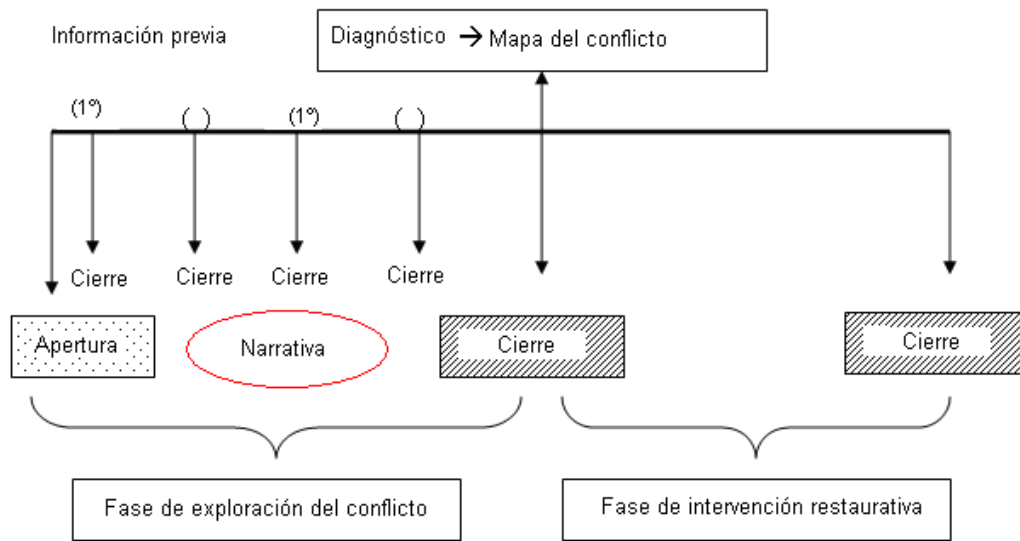 Información previa
Diagnóstico → Mapa del conflicto
(1º) ( ) (1º) ( )
Cierre Cierre Cierre Cierre
Apertura Narrativa Cierre Cierre
Fase de exploración del conflicto
Fase de intervención restaurativa